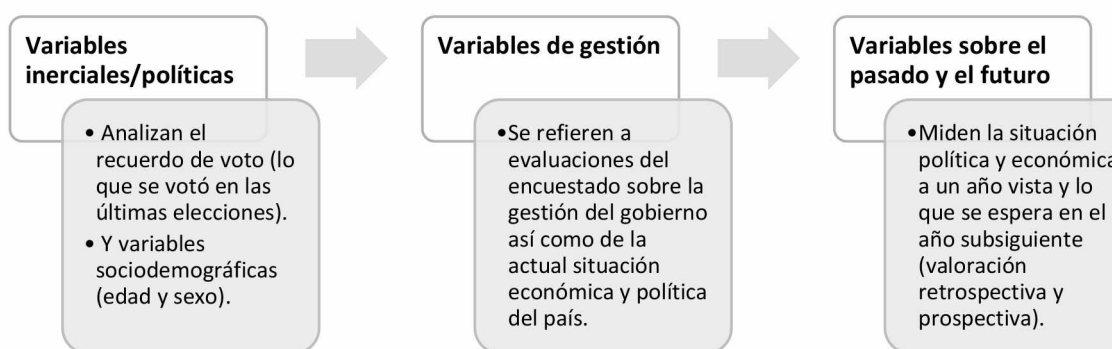 Variables
inerciales/políticas
• Analizan el
recuerdo de voto (lo
que se votó en las
últimas elecciones).
• Y variables
sociodemográficas
(edad y sexo).
Variables de gestión
•Se refieren a
evaluaciones del
encuestado sobre la
gestión del gobierno
así como de la
actual situación
económica y política
del país.
Variables sobre el
pasado y el futuro
•Miden la situación
política y económica
a un año vista y lo
que se espera en el
año subsiguiente
(valoración
retrospectiva y
prospectiva).